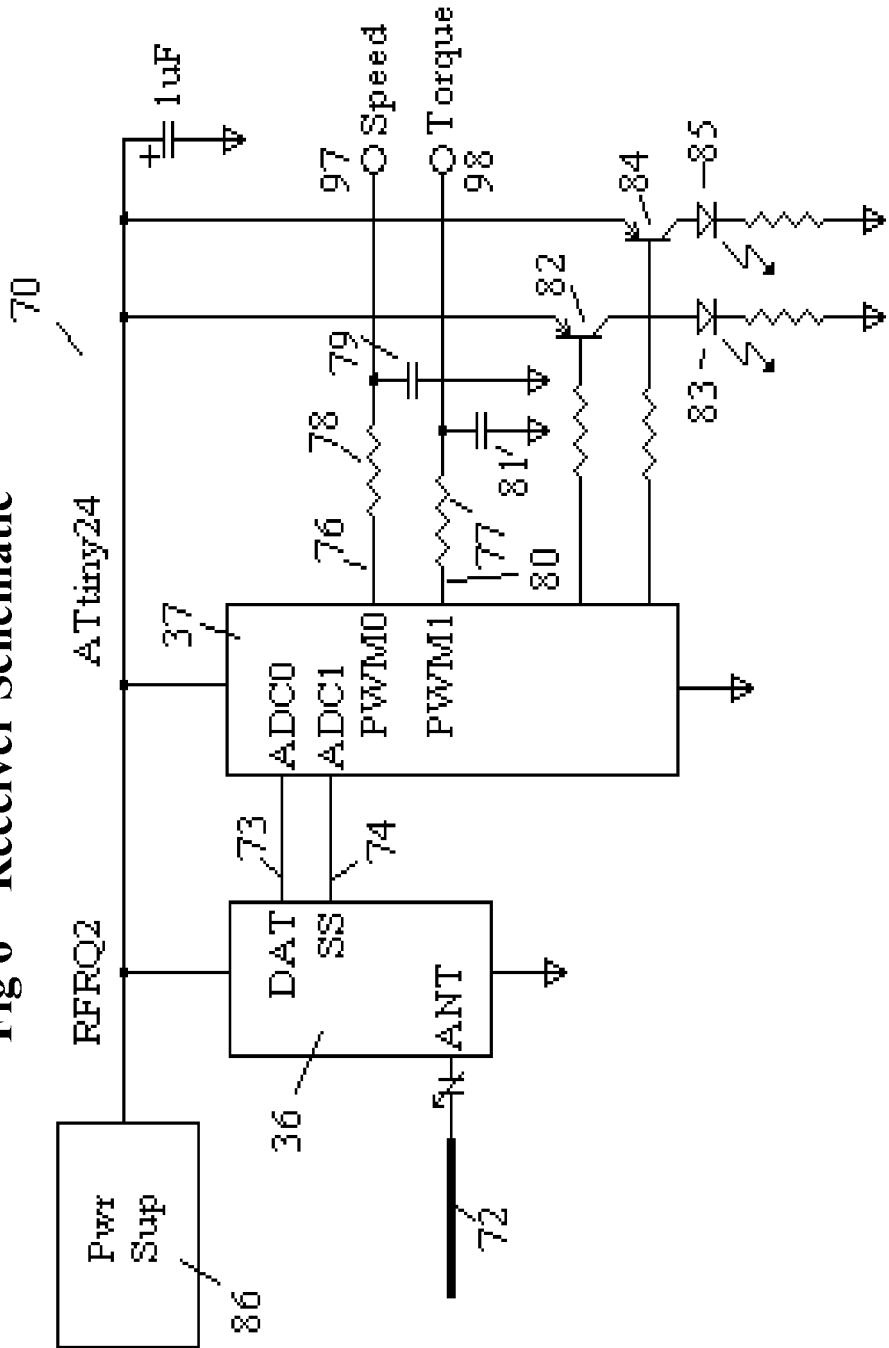 Fig 6 Receiver Schematic
70
RFRQ2
ATtiny24
Pwr
Sup
86
+
1uF
36
DAT
SS
ANT
72
73
74
37
ADC0
ADC1
PWM0
PWM1
76
78
79
97
Speed
77
80
81
98
Torque
82
84
83
85